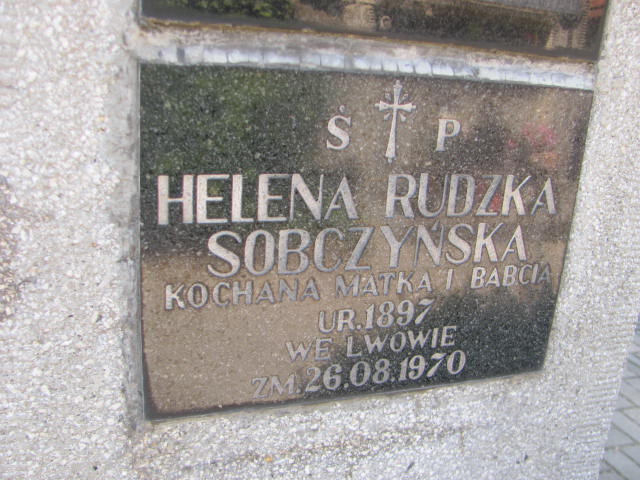 Ś P
HELENA RUDZKA
SOBCZYŃSKA
KOCHANA MATKA I BABCIA
UR.1897
WE LWOWIE
ZM.26.08.1970